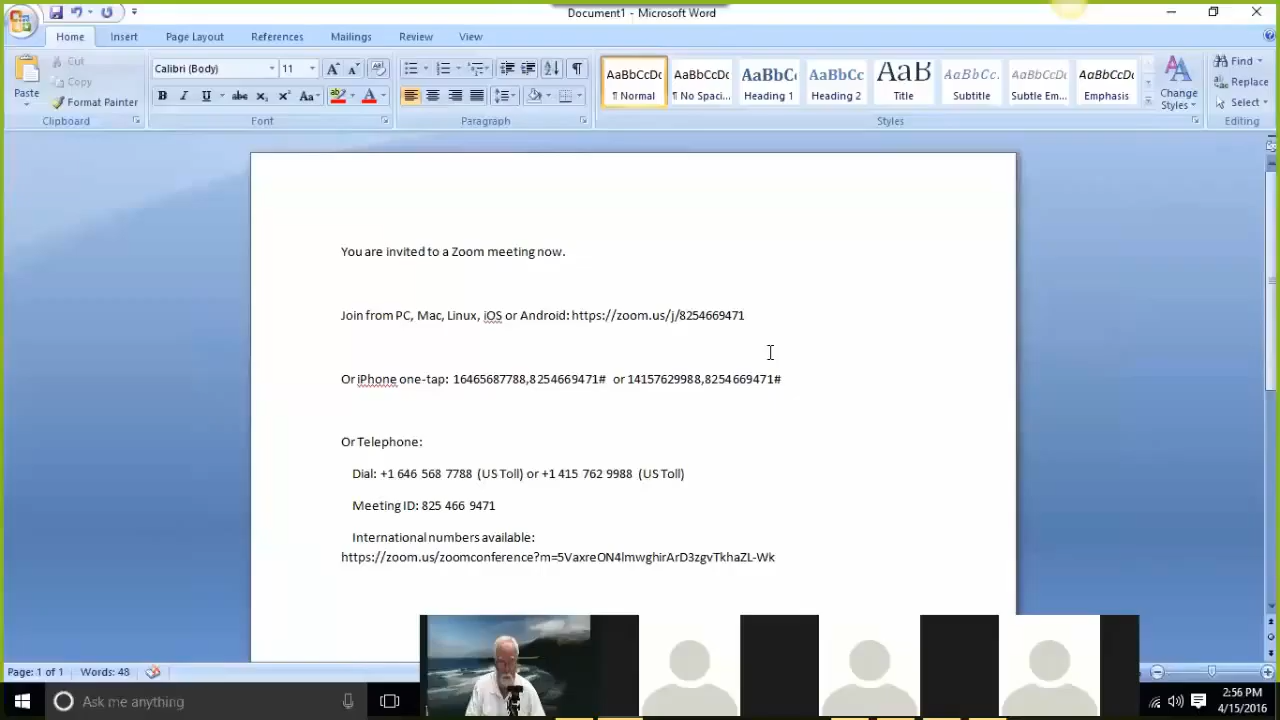 Document1 - Microsoft Word
Home Insert Page Layout References Mailings Review View
Paste
Cut
Copy
Format Painter
Clipboard
Calibri (Body) 11
Font
Paragraph
AaBbCcDc AaBbCcDc AaBbC AaBbCc AaB AaBbCc. AaBbCcDc AaBbCcDc
¶ Normal ¶ No Spaci... Heading 1 Heading 2 Title Subtitle Subtle Em... Emphasis
Change Styles
Styles
Find
Replace
Select
Editing
You are invited to a Zoom meeting now.
Join from PC, Mac, Linux, iOS or Android: https://zoom.us/j/8254669471
Or iPhone one-tap: 16465687788,8254669471# or 14157629988,8254669471#
Or Telephone:
Dial: +1 646 568 7788 (US Toll) or +1 415 762 9988 (US Toll)
Meeting ID: 825 466 9471
International numbers available:
https://zoom.us/zoomconference?m=5VaxreON4lmwghirArD3zgvTkhaZL-Wk
Page: 1 of 1 Words: 48
Ask me anything
2:56 PM
4/15/2016